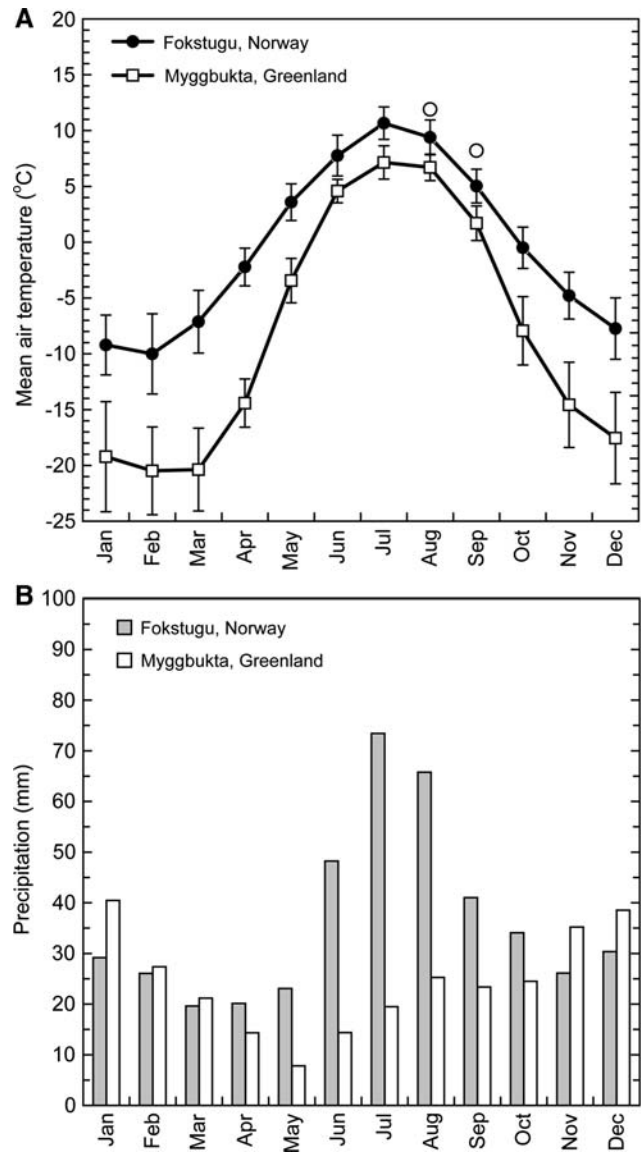 A
20
15
10
5
0
-5
-10
-15
-20
-25
Mean air temperature (°C)
Fokstugu, Norway
Myggbukta, Greenland
Jan Feb Mar Apr May Jun Jul Aug Sep Oct Nov Dec
B
100
90
80
70
60
50
40
30
20
10
0
Precipitation (mm)
Fokstugu, Norway
Myggbukta, Greenland
Jan Feb Mar Apr May Jun Jul Aug Sep Oct Nov Dec